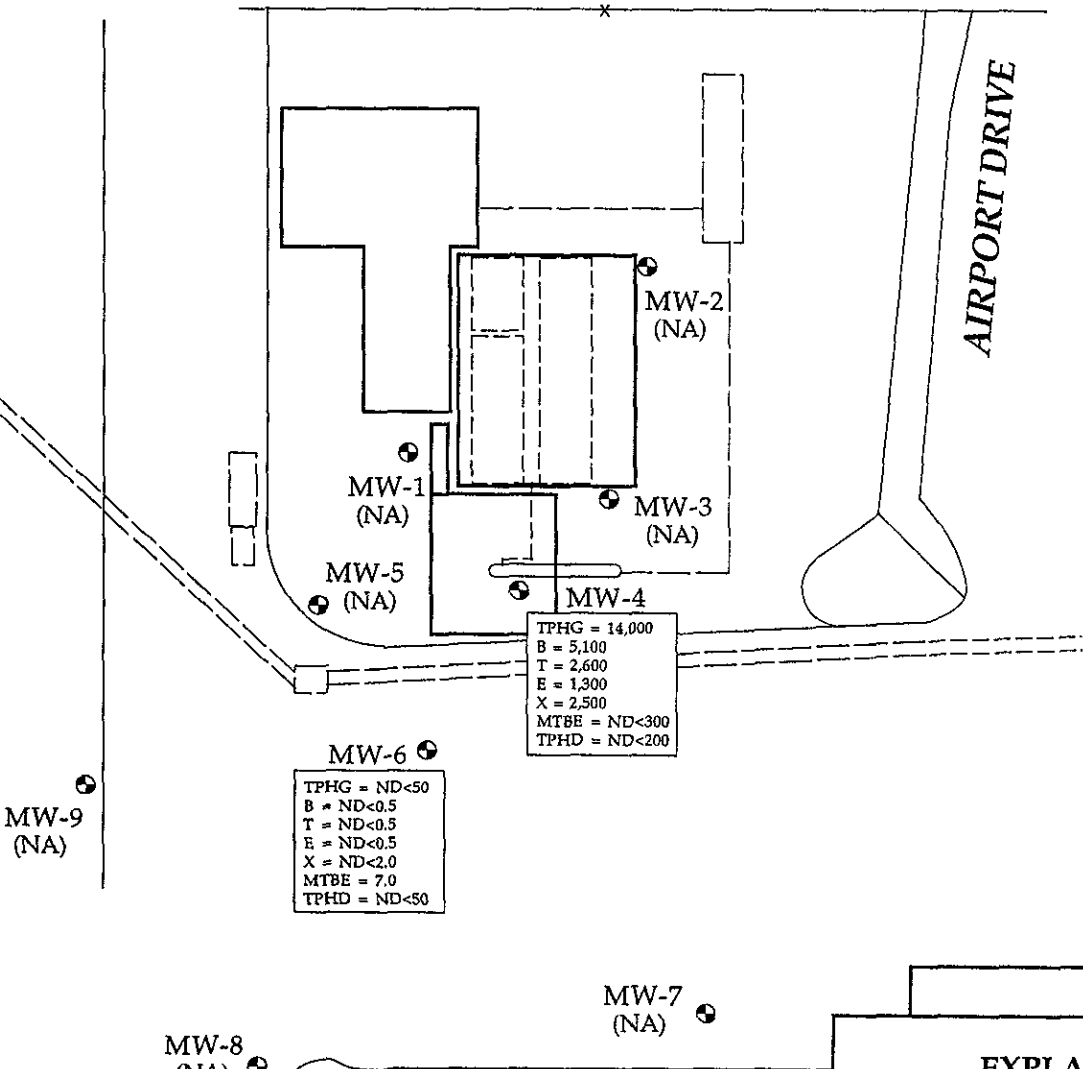 X
AIRPORT DRIVE
MW-2
(NA)
MW-1
(NA)
MW-3
(NA)
MW-5
(NA)
MW-4
TPHG = 14,000
B = 5,100
T = 2,600
E = 1,300
X = 2,500
MTBE = ND<300
TPHD = ND<200
MW-6
TPHG = ND<50
B = ND<0.5
T = ND<0.5
E = ND<0.5
X = ND<2.0
MTBE = 7.0
TPHD = ND<50
MW-9
(NA)
MW-7
(NA)
MW-8
(NA)
EXPLA